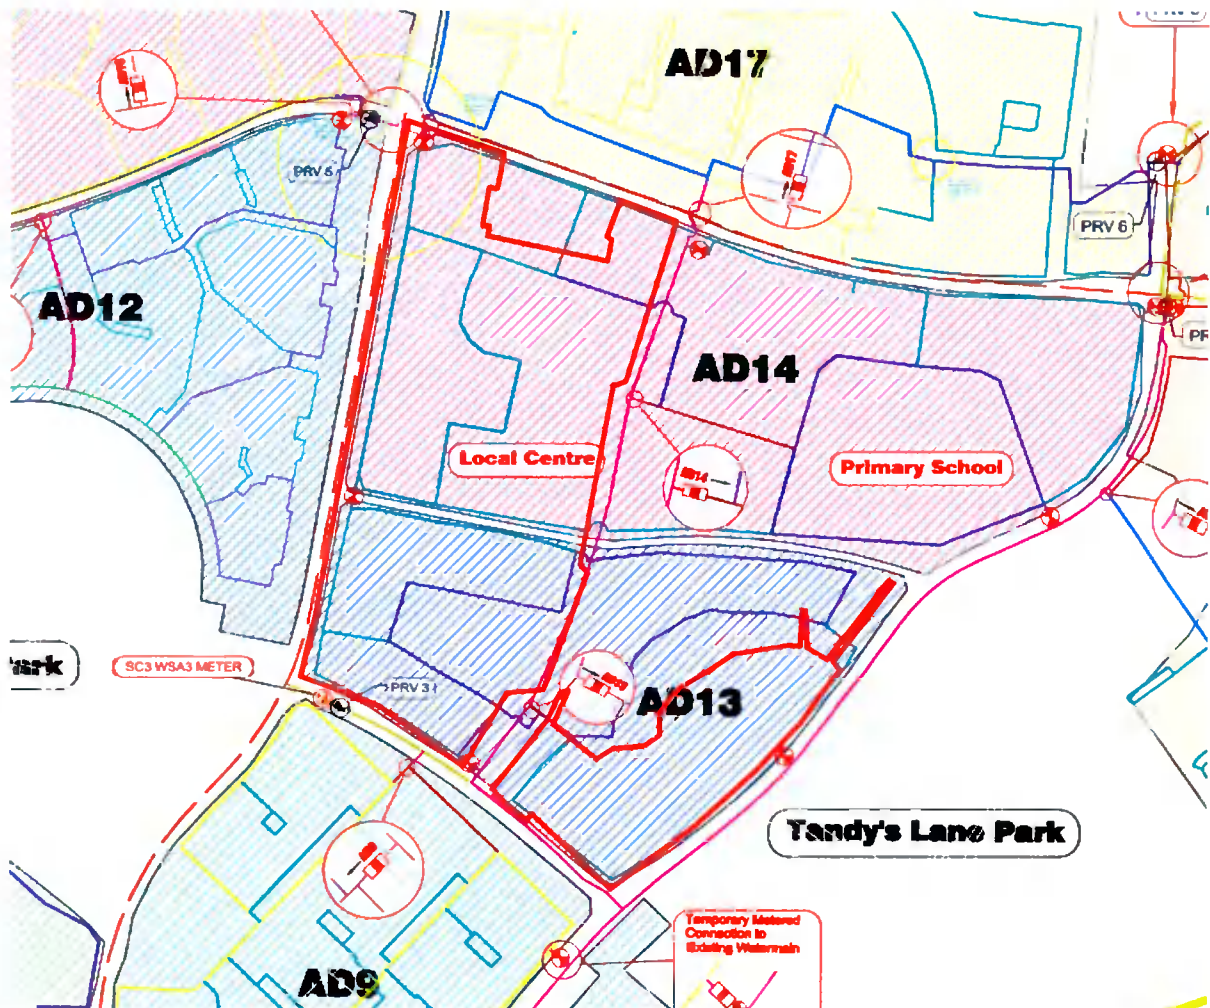 AD17
PRV 6
PRV 6
AD12
AD14
Local Centre
Primary School
AD14
SC3 WSA3 METER
PRV 3
AD13
Tandy's Lane Park
Temporary Metered
Connection to
Existing Watermain
AD9